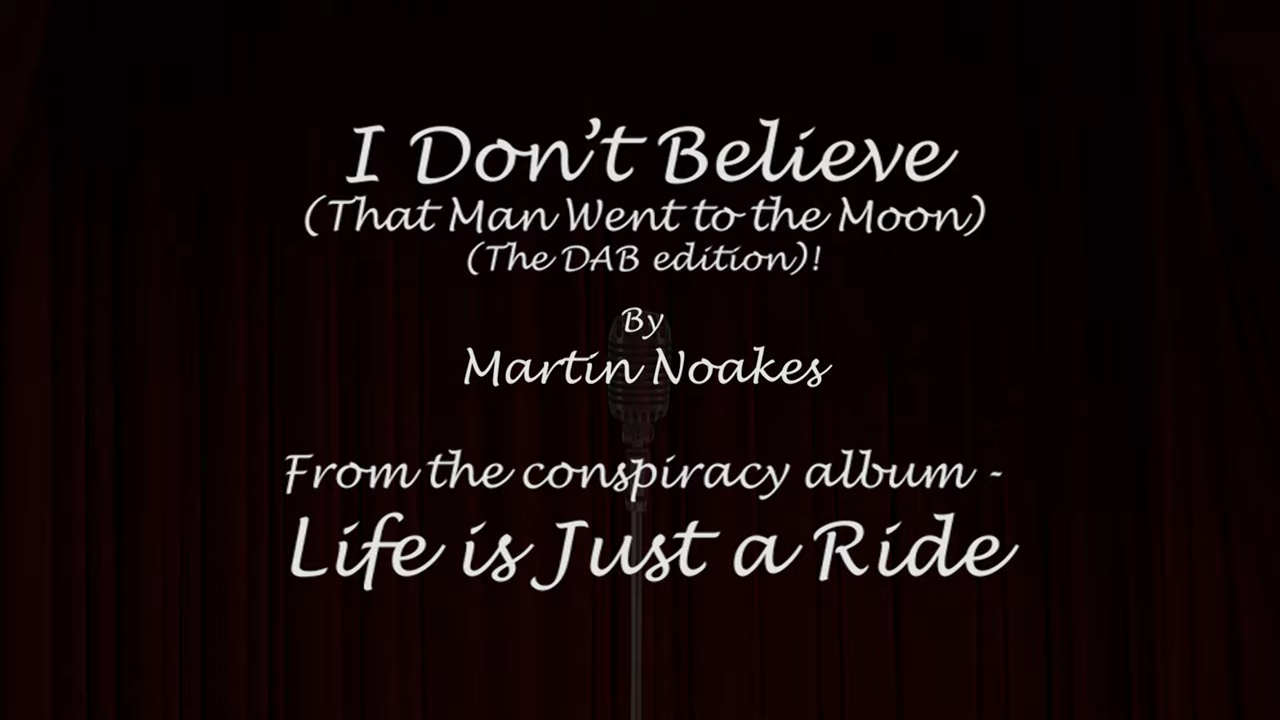 I Don't Believe
(That Man Went to the Moon)
(The DAB edition)!
By
Martin Noakes
From the conspiracy album -
Life is Just a Ride